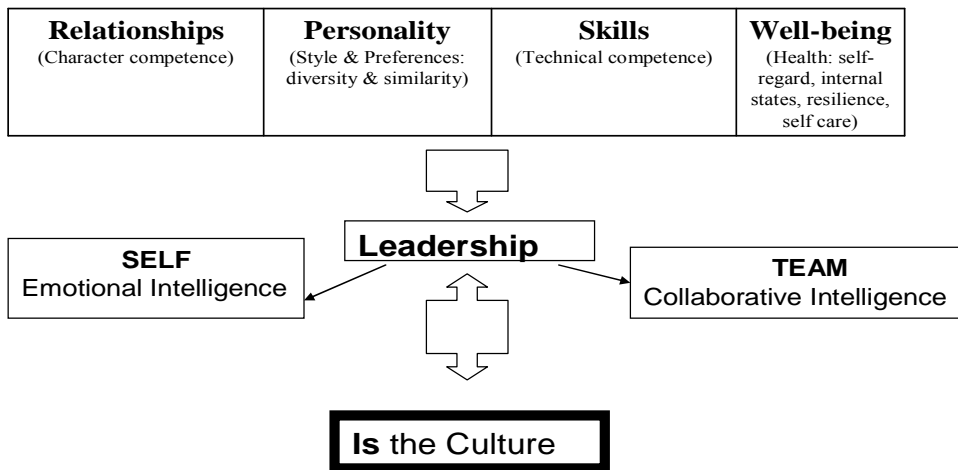 Relationships
(Character competence)
Personality
(Style & Preferences:
diversity & similarity)
Skills
(Technical competence)
Well-being
(Health: self-
regard, internal
states, resilience,
self care)
Leadership
SELF
Emotional Intelligence
TEAM
Collaborative Intelligence
Is the Culture